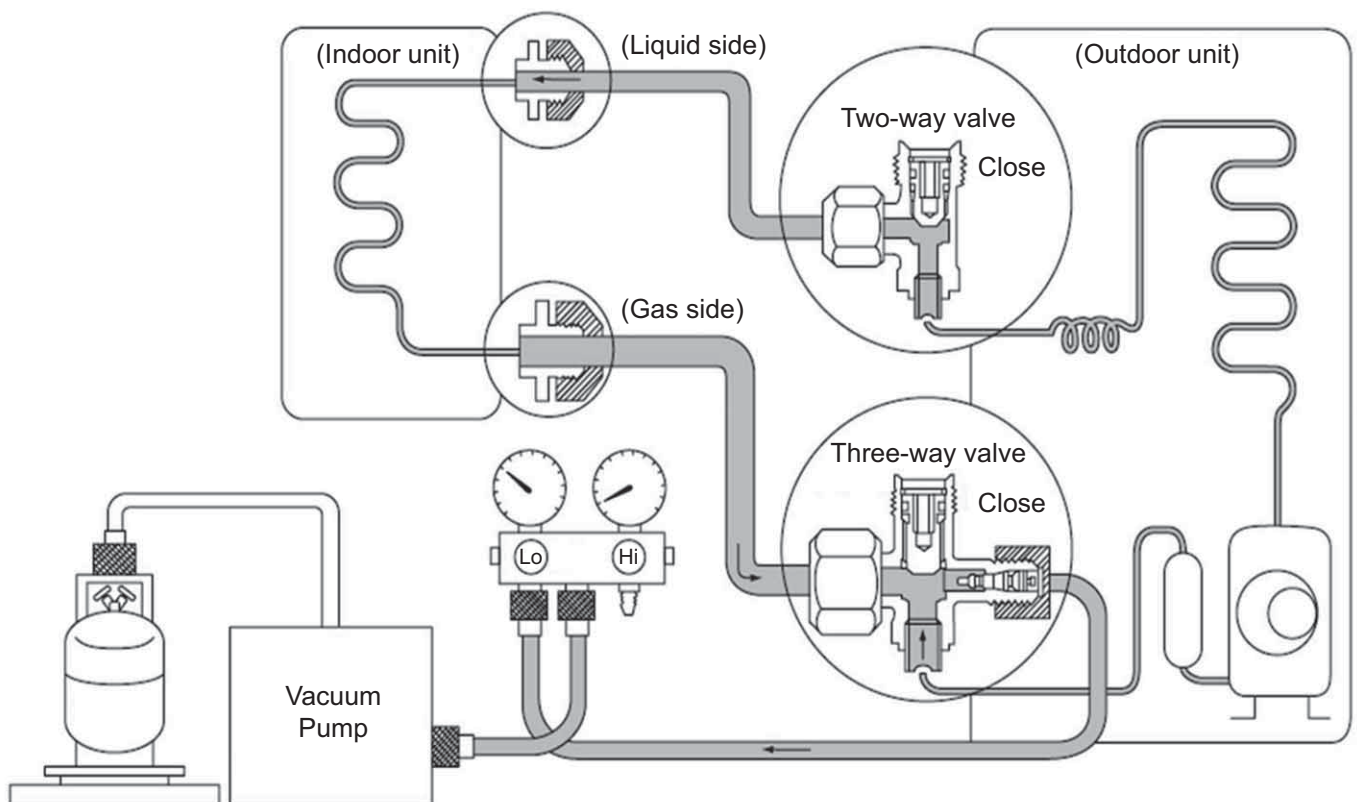 (Indoor unit)
(Liquid side)
(Outdoor unit)
Two-way valve
Close
(Gas side)
Three-way valve
Close
Lo
Hi
Vacuum
Pump